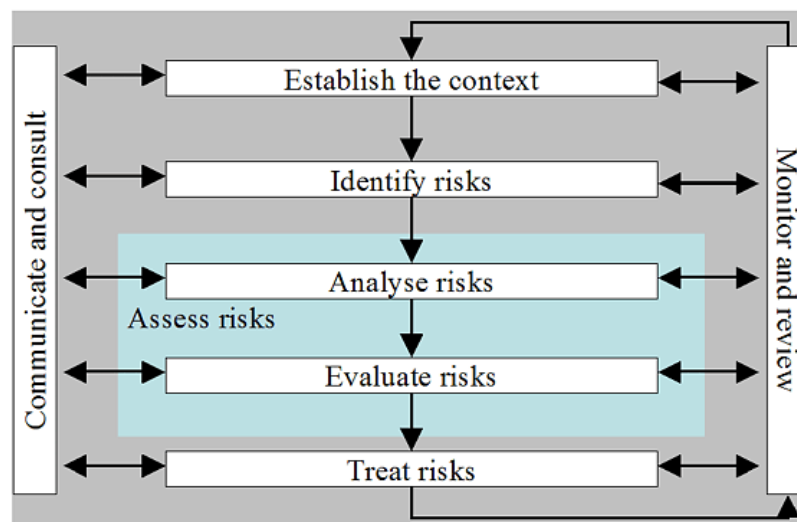 Establish the context
Identify risks
Analyse risks
Assess risks
Evaluate risks
Treat risks
Communicate and consult
Monitor and review